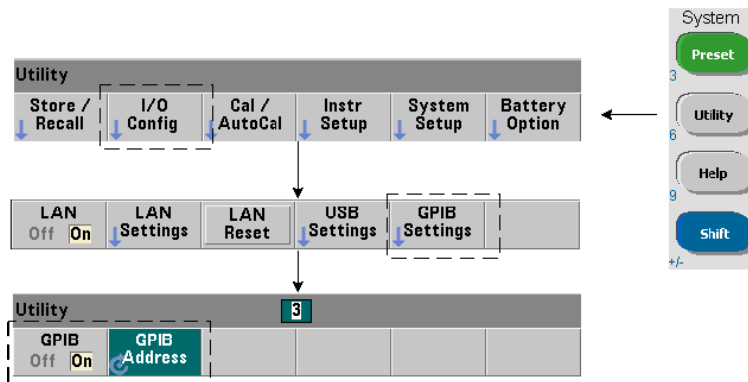 System
Preset
3
Utility
6
Help
9
Shift
+/-
Utility
Store / Recall
I/O Config
Cal / AutoCal
Instr Setup
System Setup
Battery Option
LAN Off On
LAN Settings
LAN Reset
USB Settings
GPIB Settings
Utility
3
GPIB Off On
GPIB Address